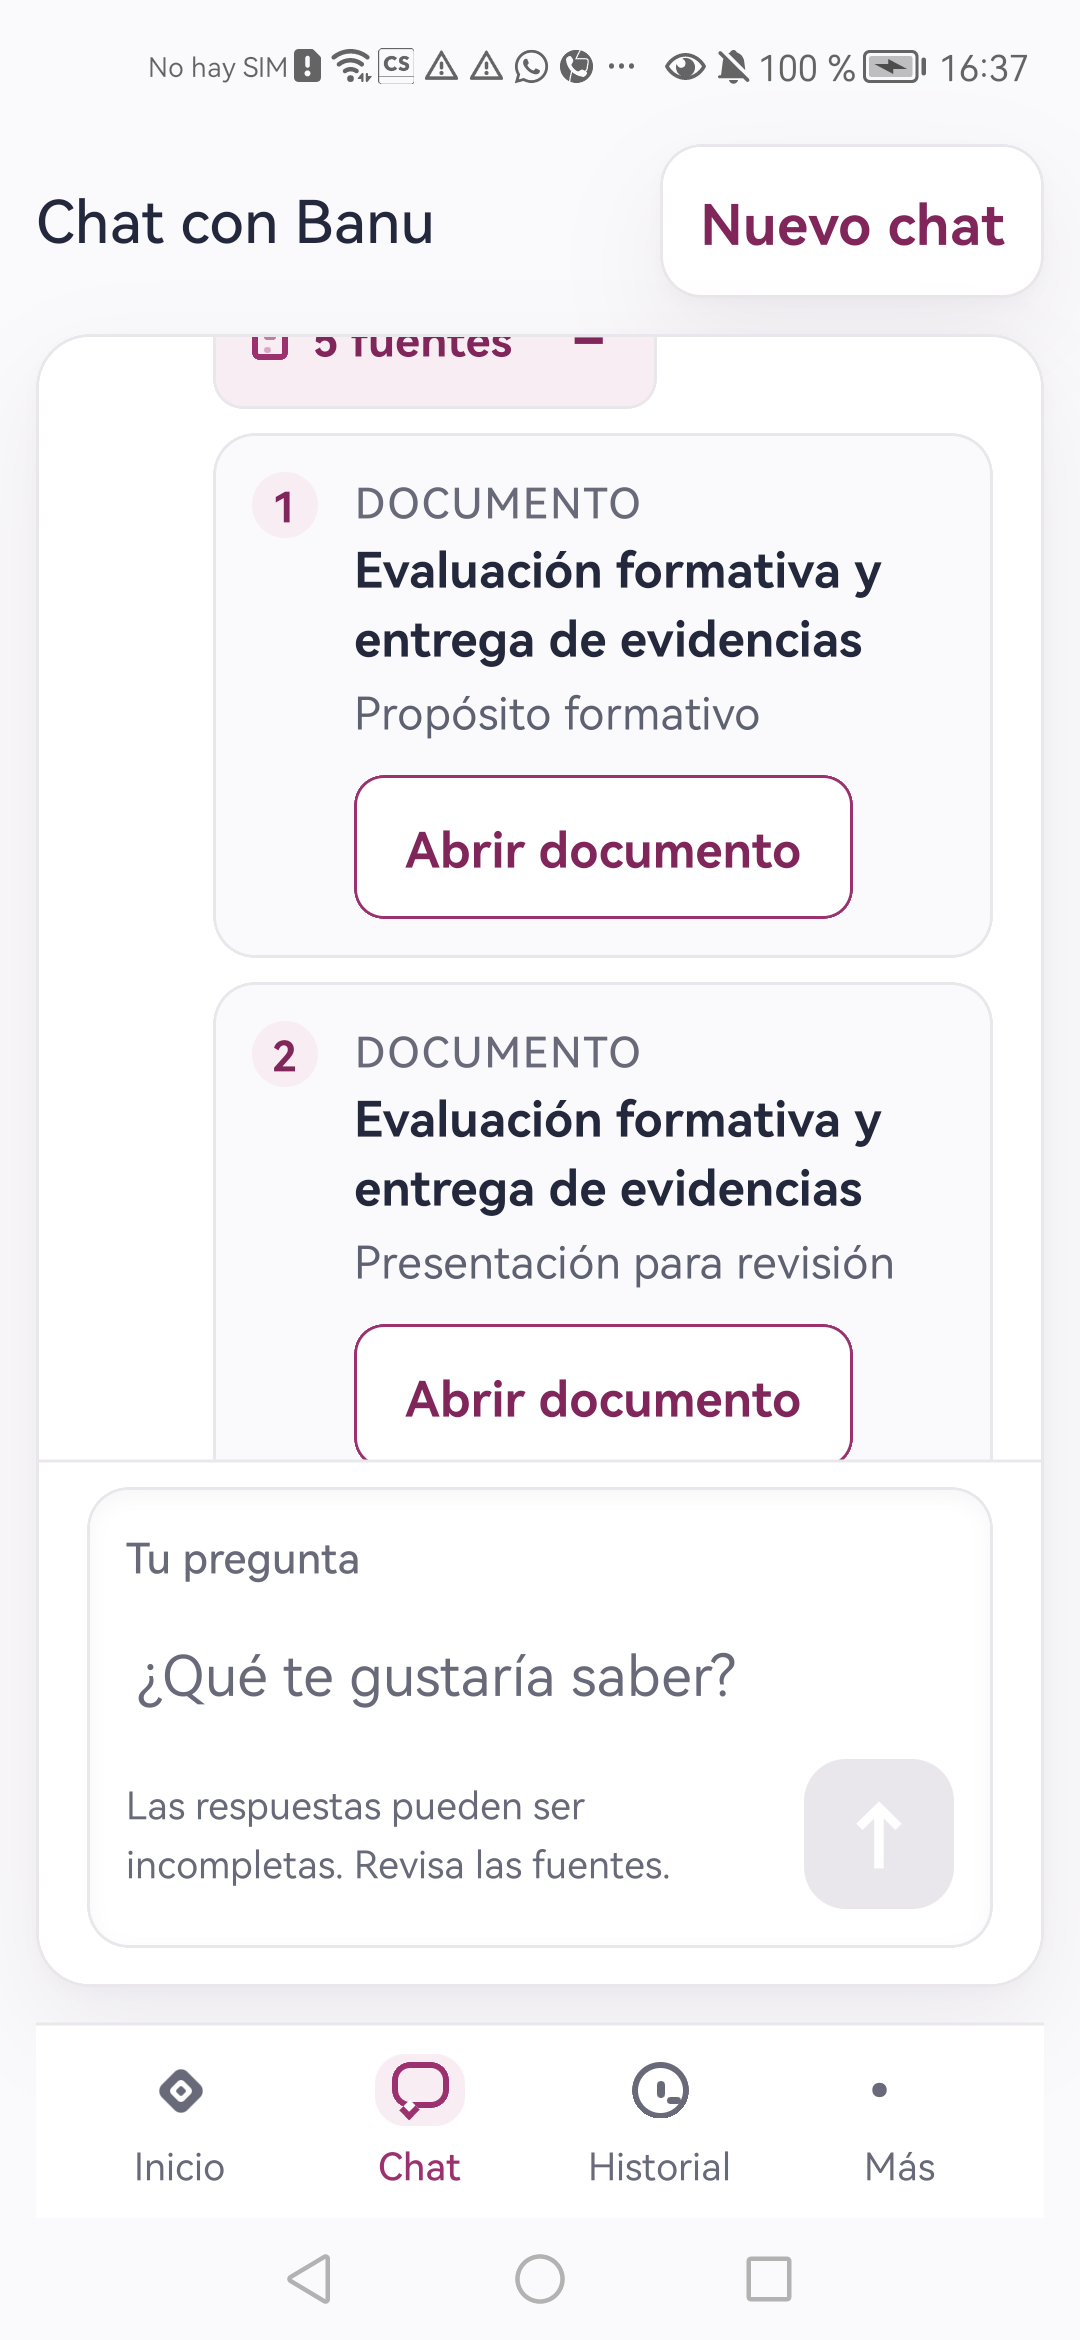 No hay SIM CS ... 100 % 16:37
Chat con Banu
Nuevo chat
5 fuentes
1
DOCUMENTO
Evaluación formativa y
entrega de evidencias
Propósito formativo
Abrir documento
2
DOCUMENTO
Evaluación formativa y
entrega de evidencias
Presentación para revisión
Abrir documento
Tu pregunta
¿Qué te gustaría saber?
Las respuestas pueden ser
incompletas. Revisa las fuentes.
Inicio
Chat
Historial
Más